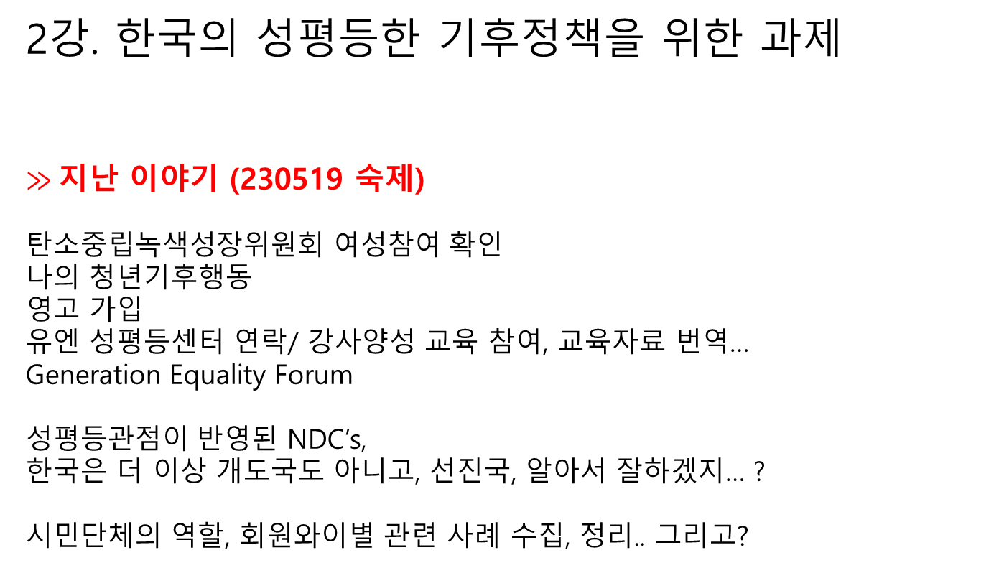 2강. 한국의 성평등한 기후정책을 위한 과제
≫ 지난 이야기 (230519 숙제)
탄소중립녹색성장위원회 여성참여 확인
나의 청년기후행동
영고 가입
유엔 성평등센터 연락/ 강사양성 교육 참여, 교육자료 번역…
Generation Equality Forum
성평등관점이 반영된 NDC’s,
한국은 더 이상 개도국도 아니고, 선진국, 알아서 잘하겠지… ?
시민단체의 역할, 회원와이별 관련 사례 수집, 정리.. 그리고?